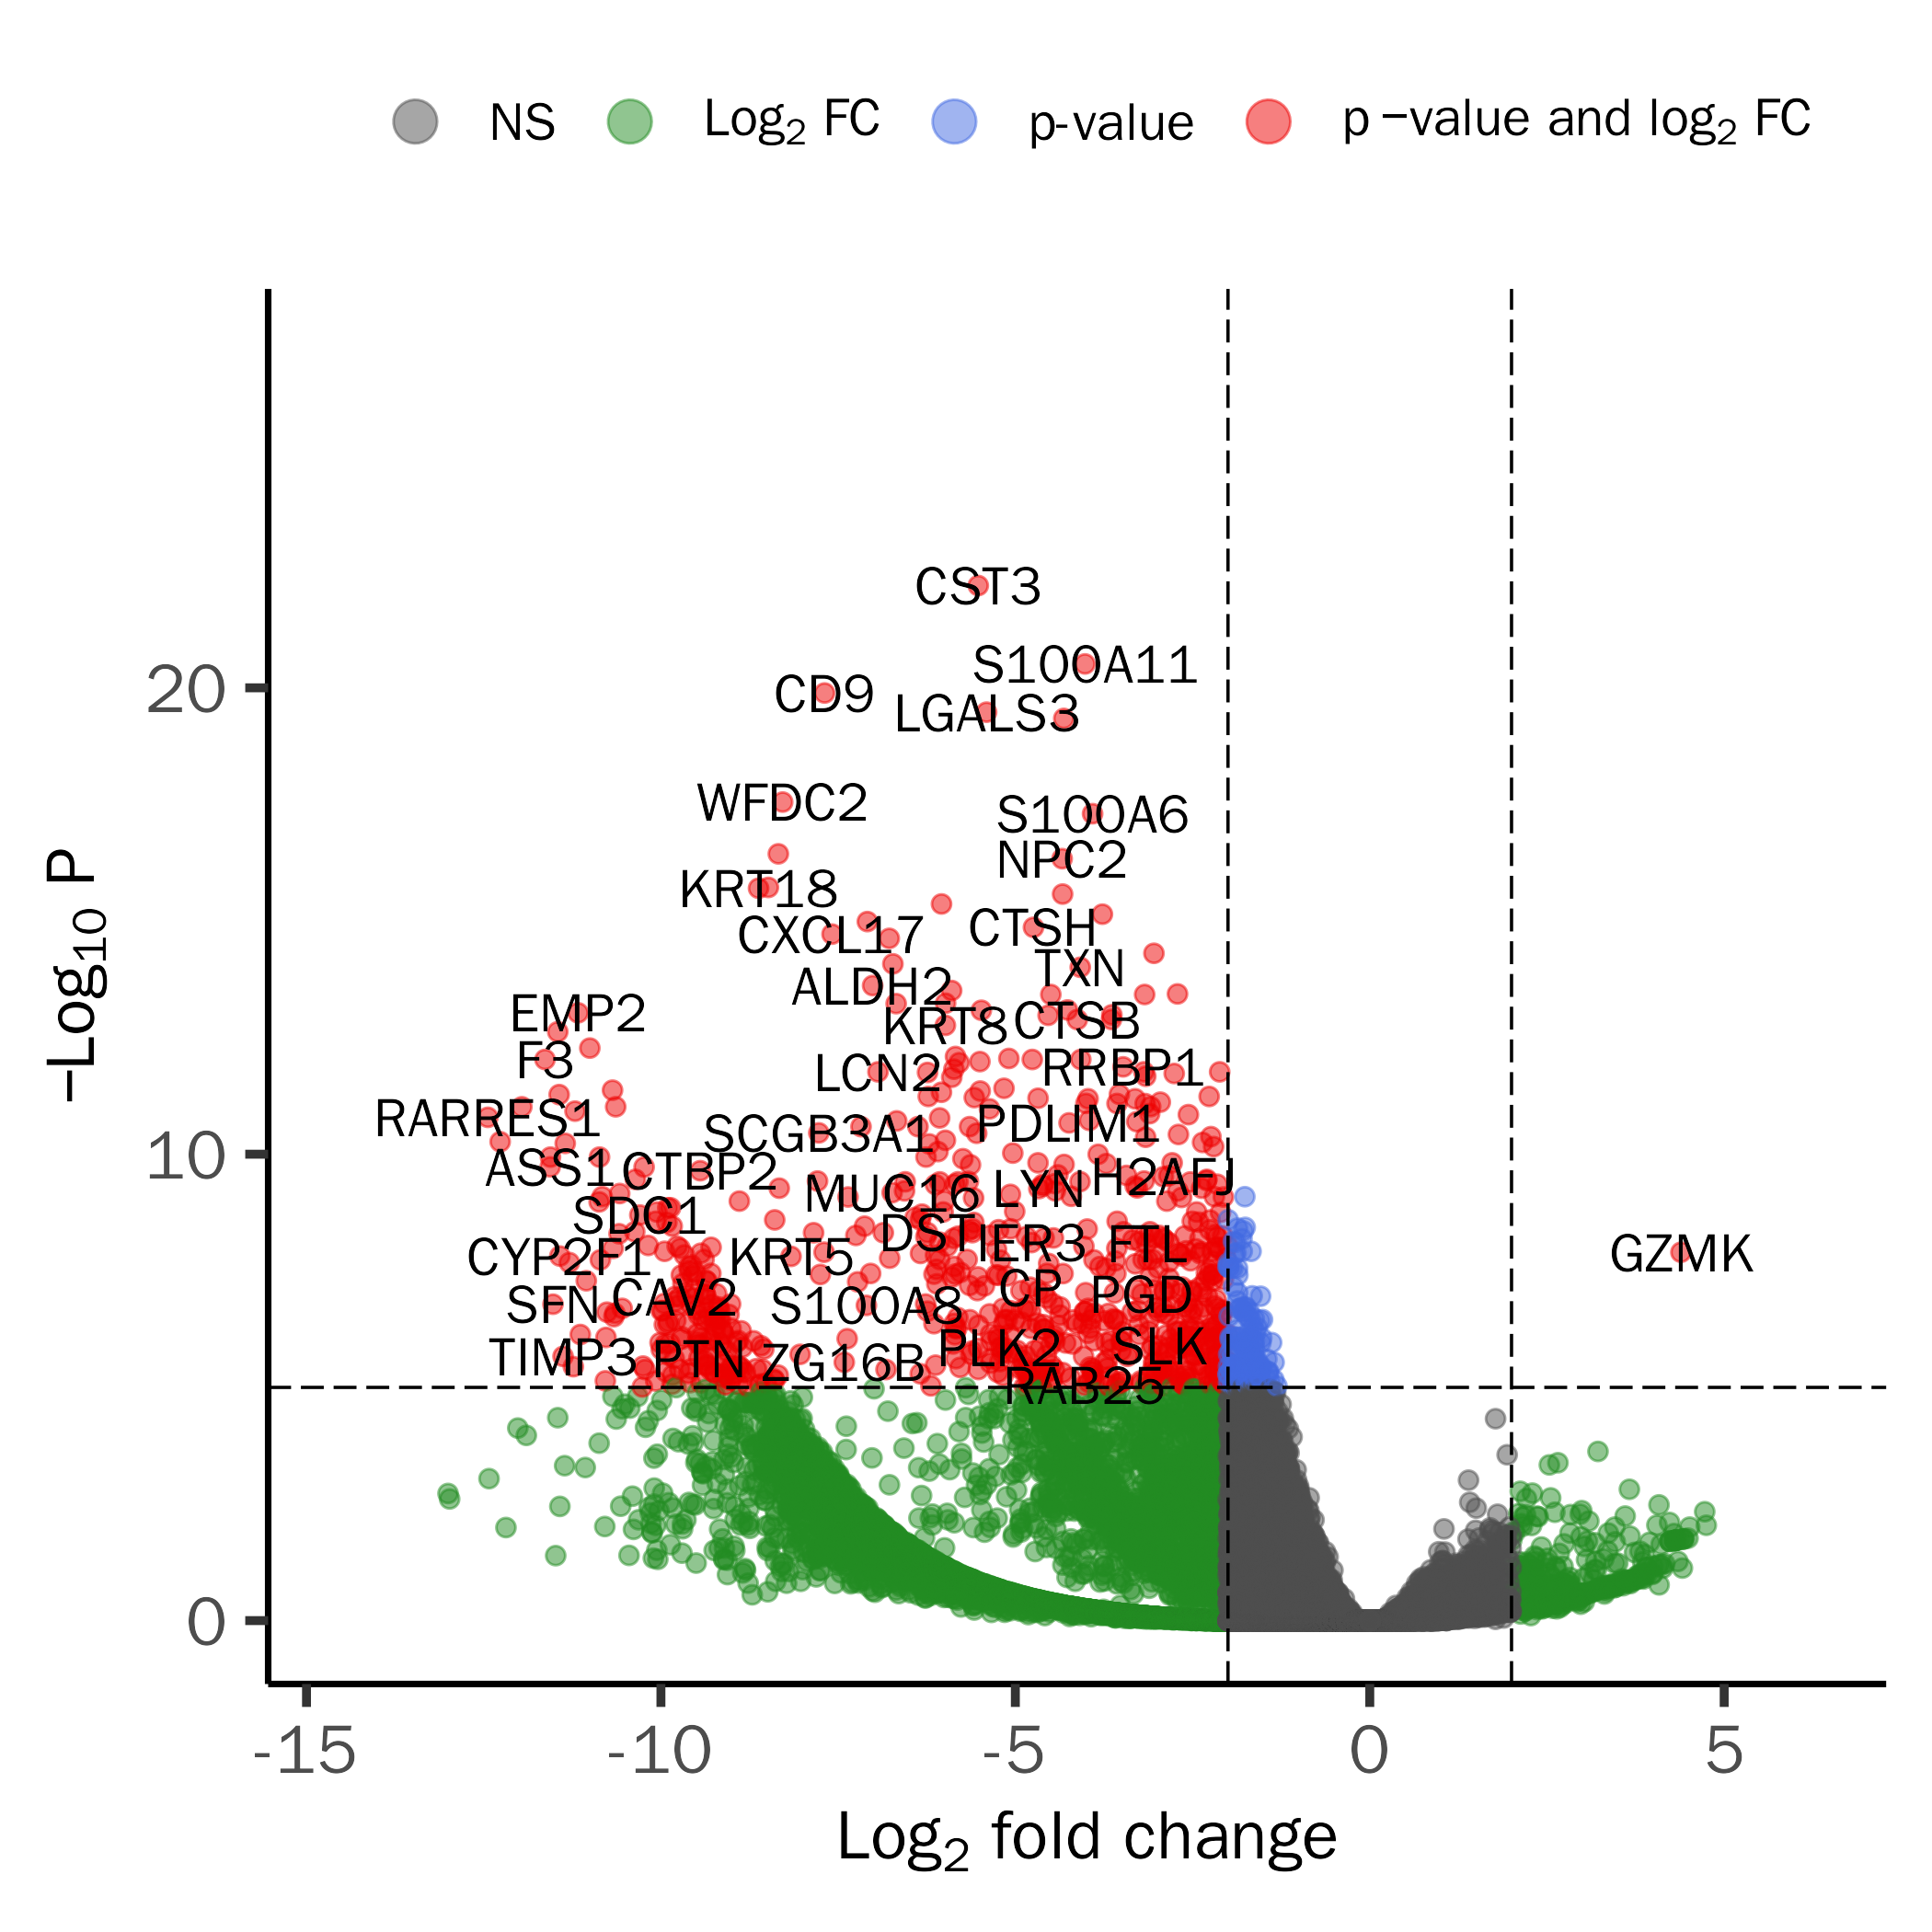 NS Log₂ FC p-value p −value and log₂ FC
CST3
S100A11
20
CD9
LGALS3
WFDC2
S100A6
NPC2
KRT18
CTSH
CXCL17
TXN
ALDH2
EMP2
CTSB
KRT8
F3
RRBP1
LCN2
RARRES1
PDLIM1
SCGB3A1
10
ASS1
CTBP2
H2AFJ
LYN
MUC16
SDC1
DST
IER3
FTL
CYP2F1
KRT5
GZMK
CP
PGD
SFN
CAV2
S100A8
PLK2
SLK
TIMP3
PTN
ZG16B
RAB25
0
−Log₁₀ P
-15 -10 -5 0 5
Log₂ fold change